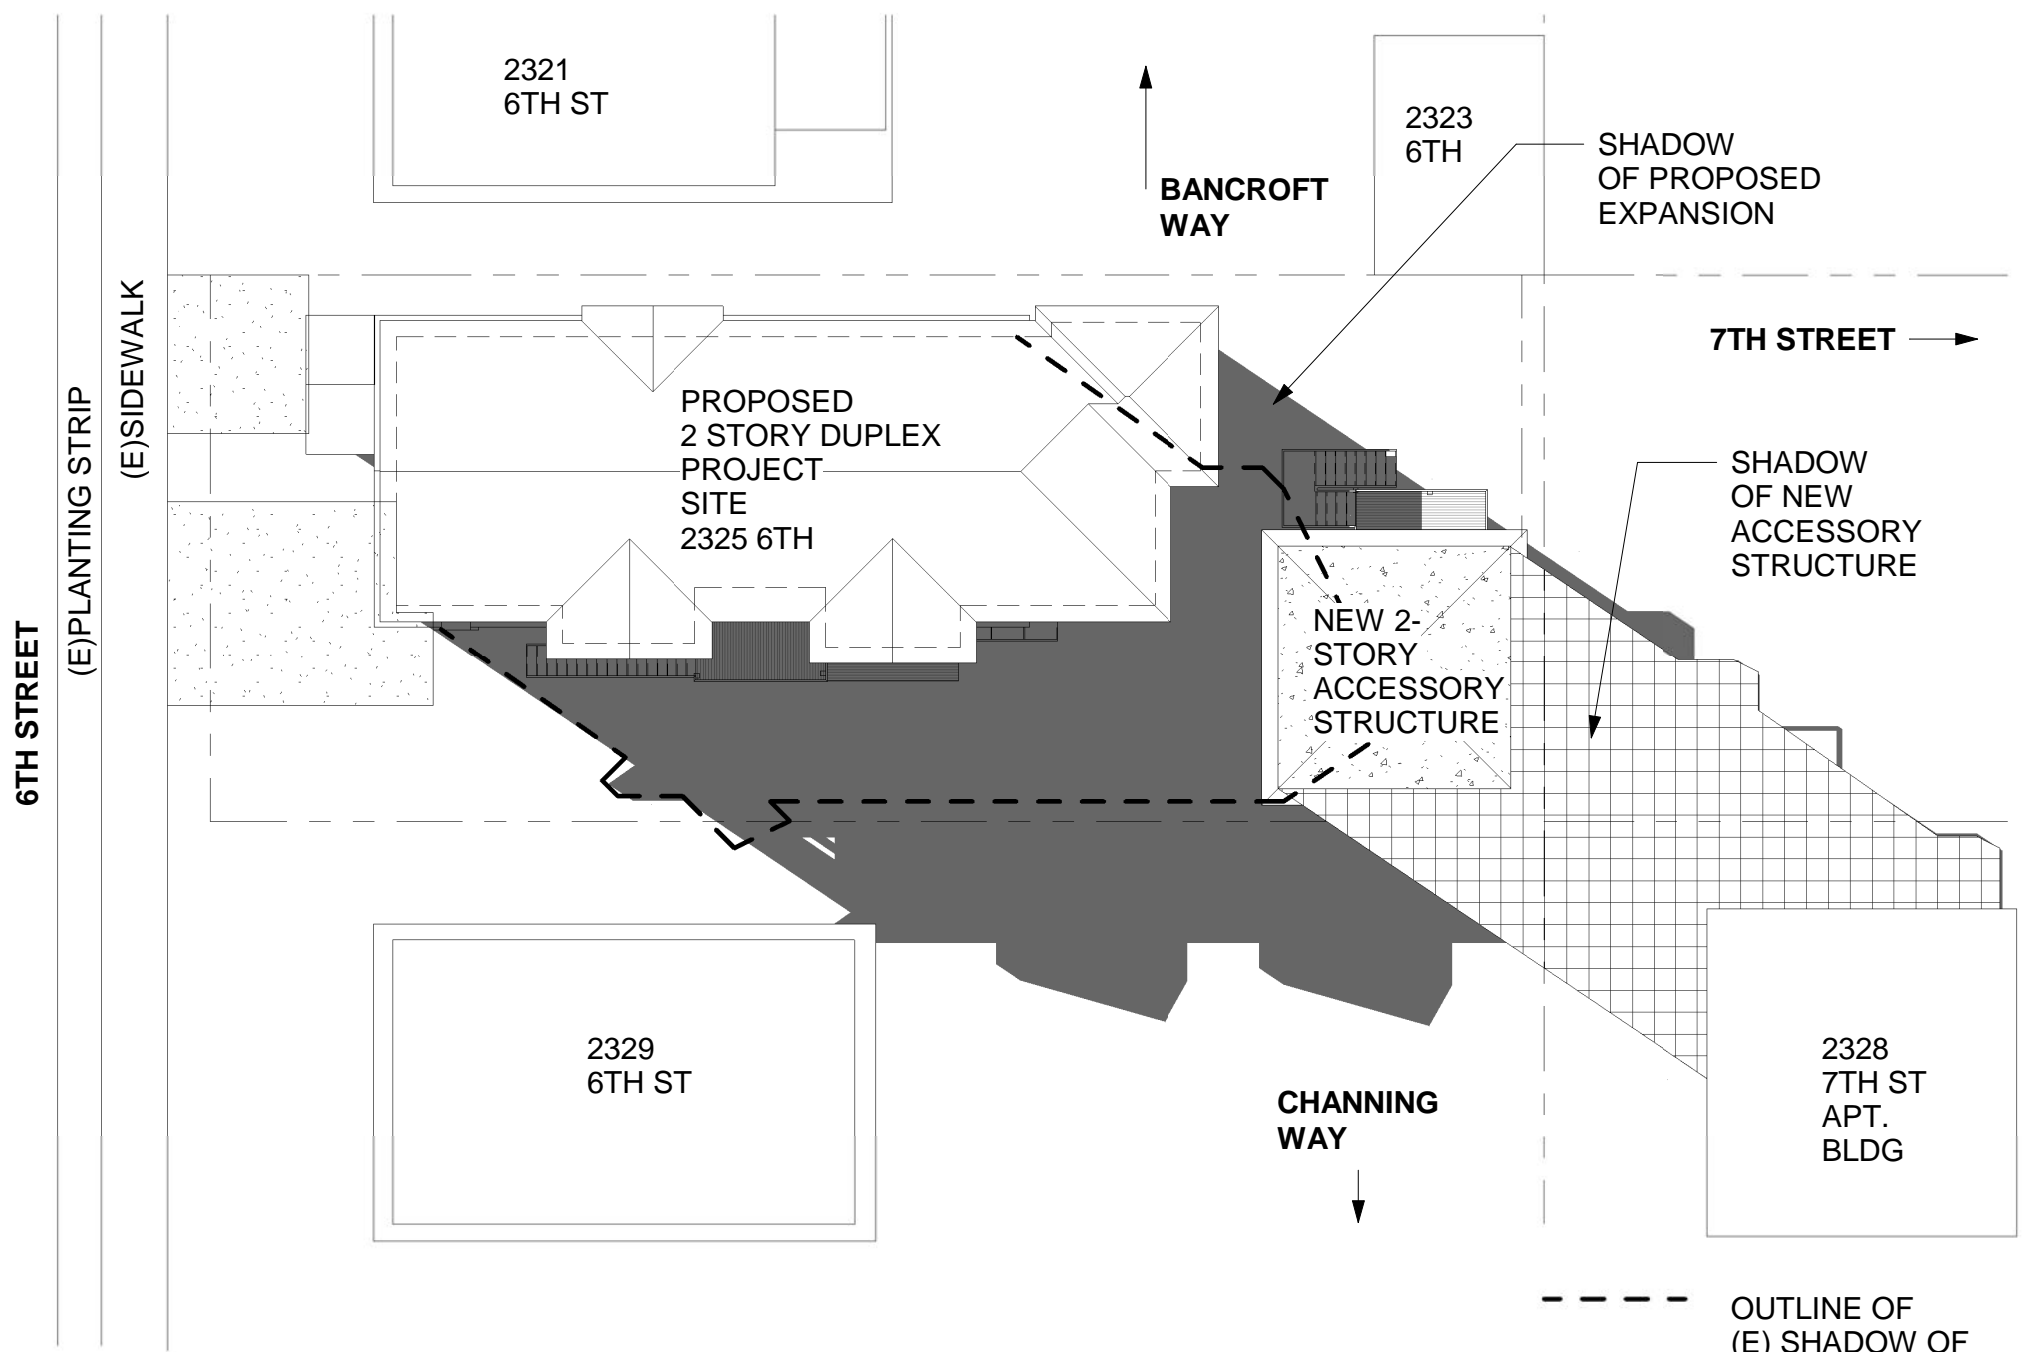 2321
6TH ST
2323
6TH
SHADOW
OF PROPOSED
EXPANSION
BANCROFT
WAY
(E)SIDEWALK
(E)PLANTING STRIP
6TH STREET
7TH STREET
PROPOSED
2 STORY DUPLEX
PROJECT
SITE
2325 6TH
SHADOW
OF NEW
ACCESSORY
STRUCTURE
NEW 2-
STORY
ACCESSORY
STRUCTURE
2329
6TH ST
CHANNING
WAY
2328
7TH ST
APT.
BLDG
OUTLINE OF
(E) SHADOW OF